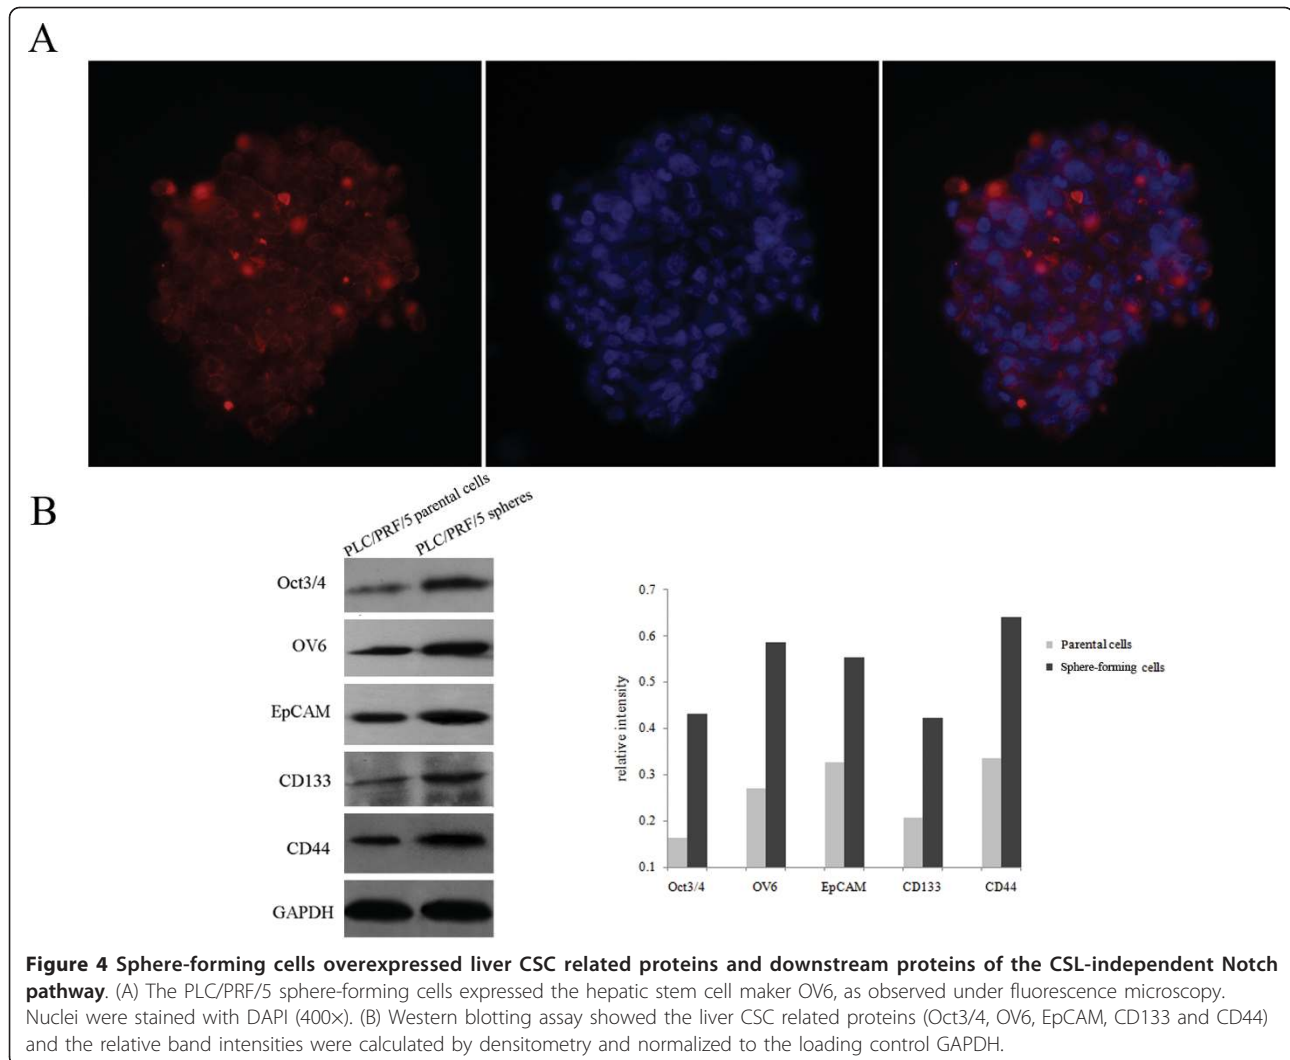 A
B
PLC/PRF/5 parental cells
PLC/PRF/5 spheres
Oct3/4
OV6
EpCAM
CD133
CD44
GAPDH
relative intensity
0.7
0.6
0.5
0.4
0.3
0.2
0.1
Oct3/4 OV6 EpCAM CD133 CD44
Parental cells
Sphere-forming cells
Figure 4 Sphere-forming cells overexpressed liver CSC related proteins and downstream proteins of the CSL-independent Notch
pathway. (A) The PLC/PRF/5 sphere-forming cells expressed the hepatic stem cell maker OV6, as observed under fluorescence microscopy.
Nuclei were stained with DAPI (400×). (B) Western blotting assay showed the liver CSC related proteins (Oct3/4, OV6, EpCAM, CD133 and CD44)
and the relative band intensities were calculated by densitometry and normalized to the loading control GAPDH.